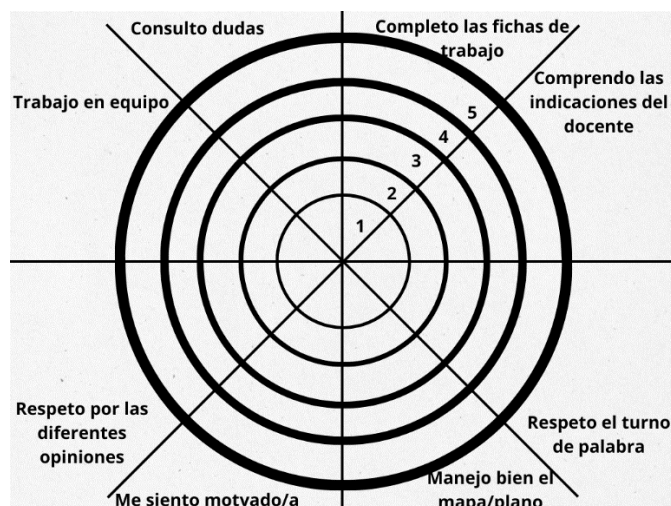 Consulto dudas
Completo las fichas de
trabajo
Comprendo las
indicaciones del
docente
Trabajo en equipo
5
4
3
2
1
Respeto por las
diferentes
opiniones
Respeto el turno
de palabra
Me siento motvado/a
Manejo bien el
mapa/plano